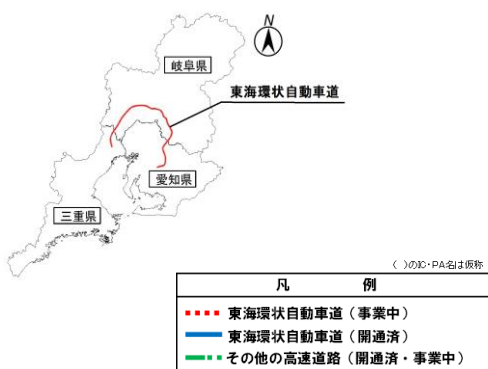 N
岐阜県
東海環状自動車道
愛知県
三重県
( )のIC・PA名は仮称
凡 例
東海環状自動車道(事業中)
東海環状自動車道(開通済)
その他の高速道路(開通済・事業中)